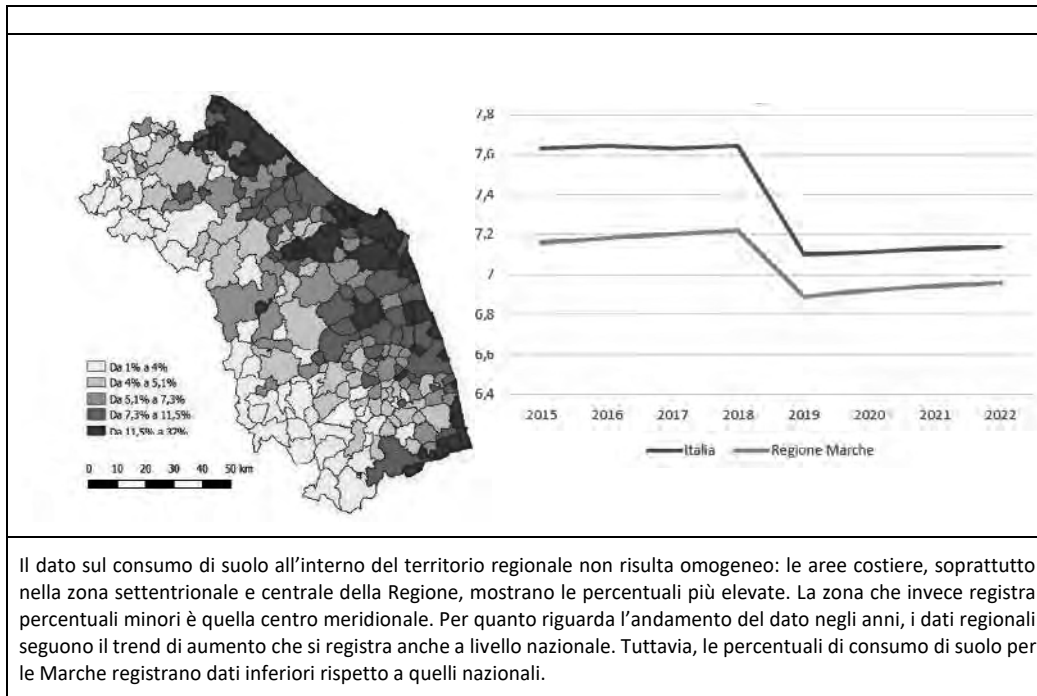 7,8
7,6
7,4
7,2
7
6,8
6,6
6,4
2015 2016 2017 2018 2019 2020 2021 2022
Italia Regione Marche
Da 1% a 4%
Da 4% a 5,1%
Da 5,1% a 7,3%
Da 7,3% a 11,5%
Da 11,5% a 37%
0 10 20 30 40 50 km
Il dato sul consumo di suolo all’interno del territorio regionale non risulta omogeneo: le aree costiere, soprattutto
nella zona settentrionale e centrale della Regione, mostrano le percentuali più elevate. La zona che invece registra
percentuali minori è quella centro meridionale. Per quanto riguarda l’andamento del dato negli anni, i dati regionali
seguono il trend di aumento che si registra anche a livello nazionale. Tuttavia, le percentuali di consumo di suolo per
le Marche registrano dati inferiori rispetto a quelli nazionali.